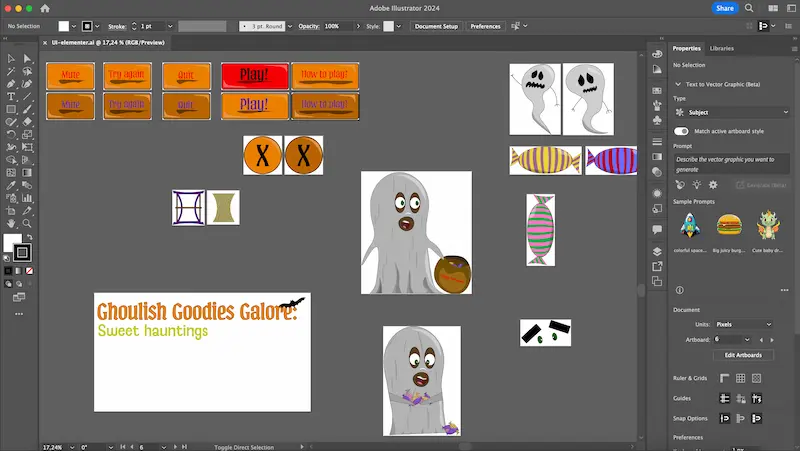 Adobe Illustrator 2024
Share
No Selection
Stroke:
1 pt
3 pt. Round
Opacity:
100%
Style:
Document Setup
Preferences
Ui-elementer.ai @ 17,24 % (RGB/Preview)
Mute
Try again
Quit
Play!
How to play?
Mute
Try again
Quit
Play!
How to play?
X
X
Ghoulish Goodies Galore:
Sweet hauntings
Properties
Libraries
No Selection
Text to Vector Graphic (Beta)
Type
Subject
Match active artboard style
Prompt
Describe the vector graphic you want to
generate
Generate (Beta)
Sample Prompts
colorful space...
Big juicy burg...
Cute baby dr...
Document
Units:
Pixels
Artboard:
6
Edit Artboards
Ruler & Grids
Guides
Snap Options
Preferences
17,24%
0°
6
Toggle Direct Selection